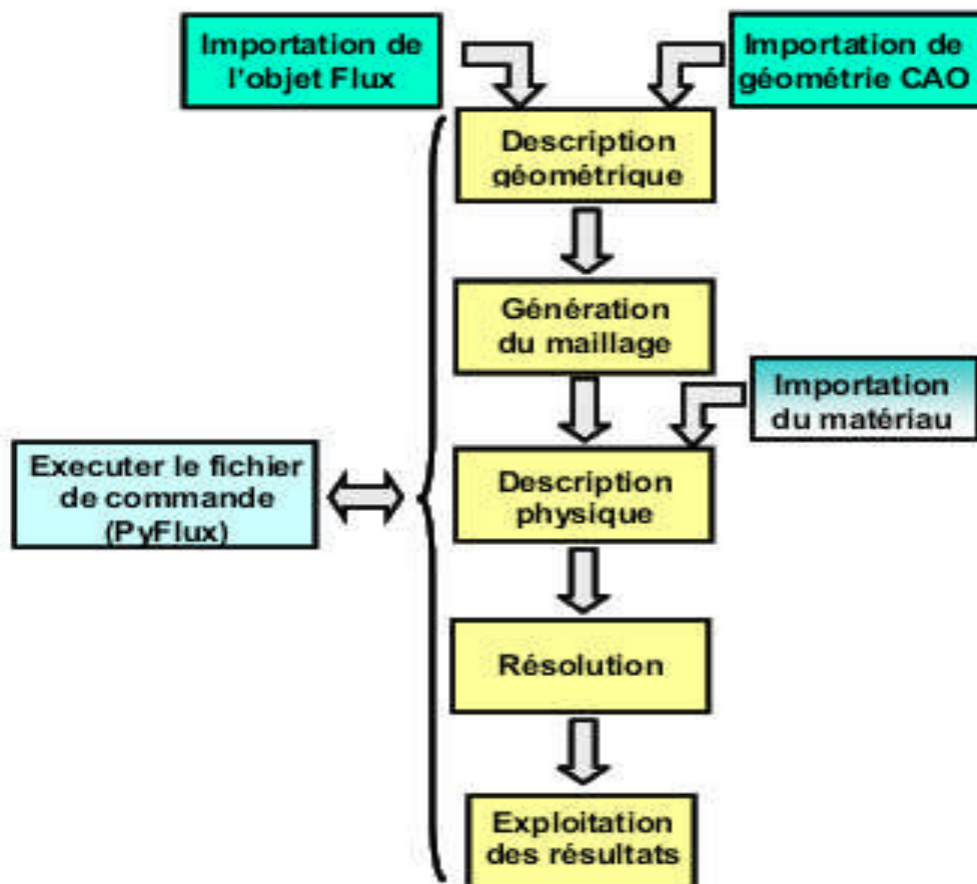 Importation de
l'objet Flux
Importation de
géométrie CAO
Description
géométrique
Génération
du maillage
Importation
du matériau
Executer le fichier
de commande
(PyFlux)
Description
physique
Résolution
Exploitation
des résultats